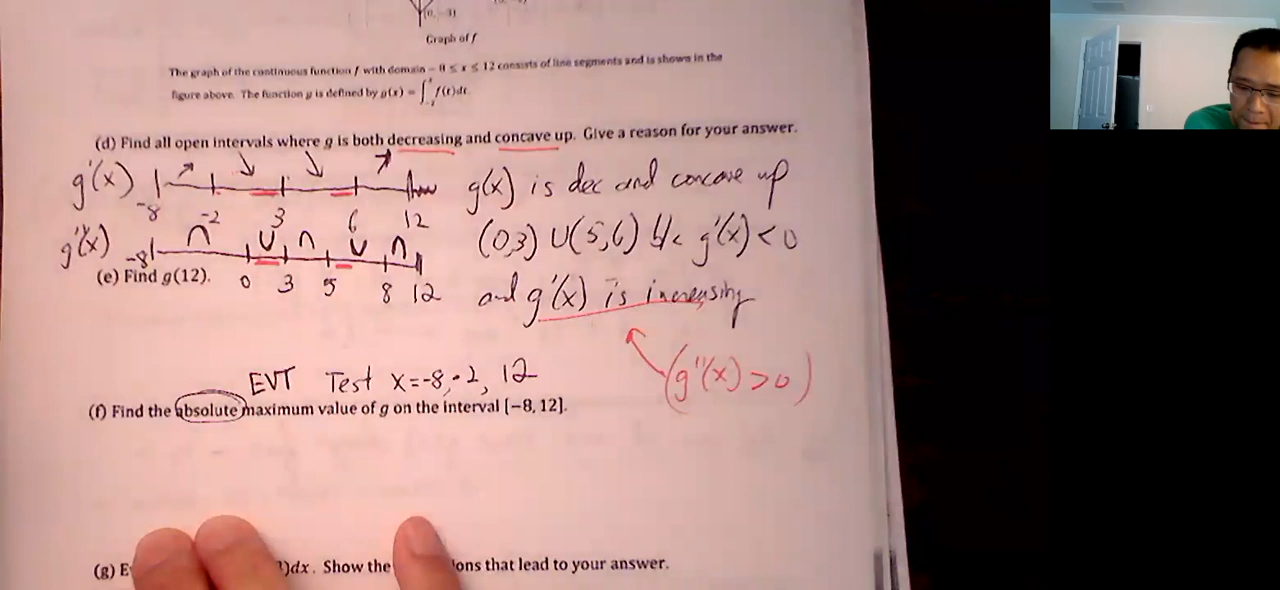 (0, -3)
Graph of f
The graph of the continuous function f with domain − 8 ≤ x ≤ 12 consists of line segments and is shown in the
figure above. The function g is defined by g(x) = ∫_{-2}^{x} f(t)dt.
(d) Find all open intervals where g is both decreasing and concave up. Give a reason for your answer.
g'(x)
-8 -2 3 6 12
g(x) is dec and concave up
g''(x)
(0,3) ∪ (5,6) b/c g'(x) < 0
-8 0 3 5 8 12
(e) Find g(12).
and g'(x) is increasing
(g''(x) > 0)
EVT Test x = -8, -2, 12
(f) Find the absolute maximum value of g on the interval [−8, 12].
(g) )dx. Show the lead to your answer.